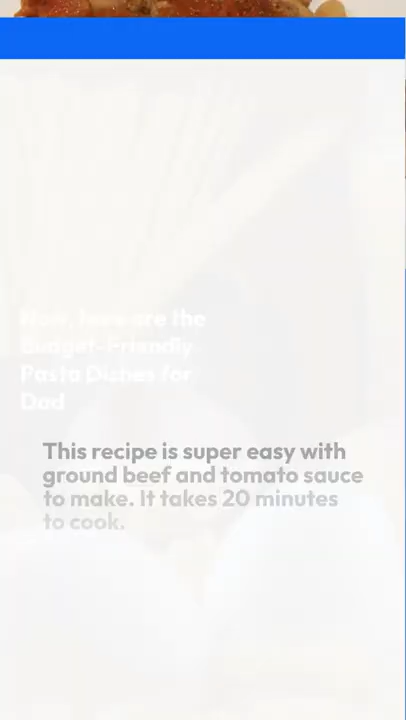 Now, here are the
Budget-Friendly
Pasta Dishes for
Dad
This recipe is super easy with
ground beef and tomato sauce
to make. It takes 20 minutes
to cook.